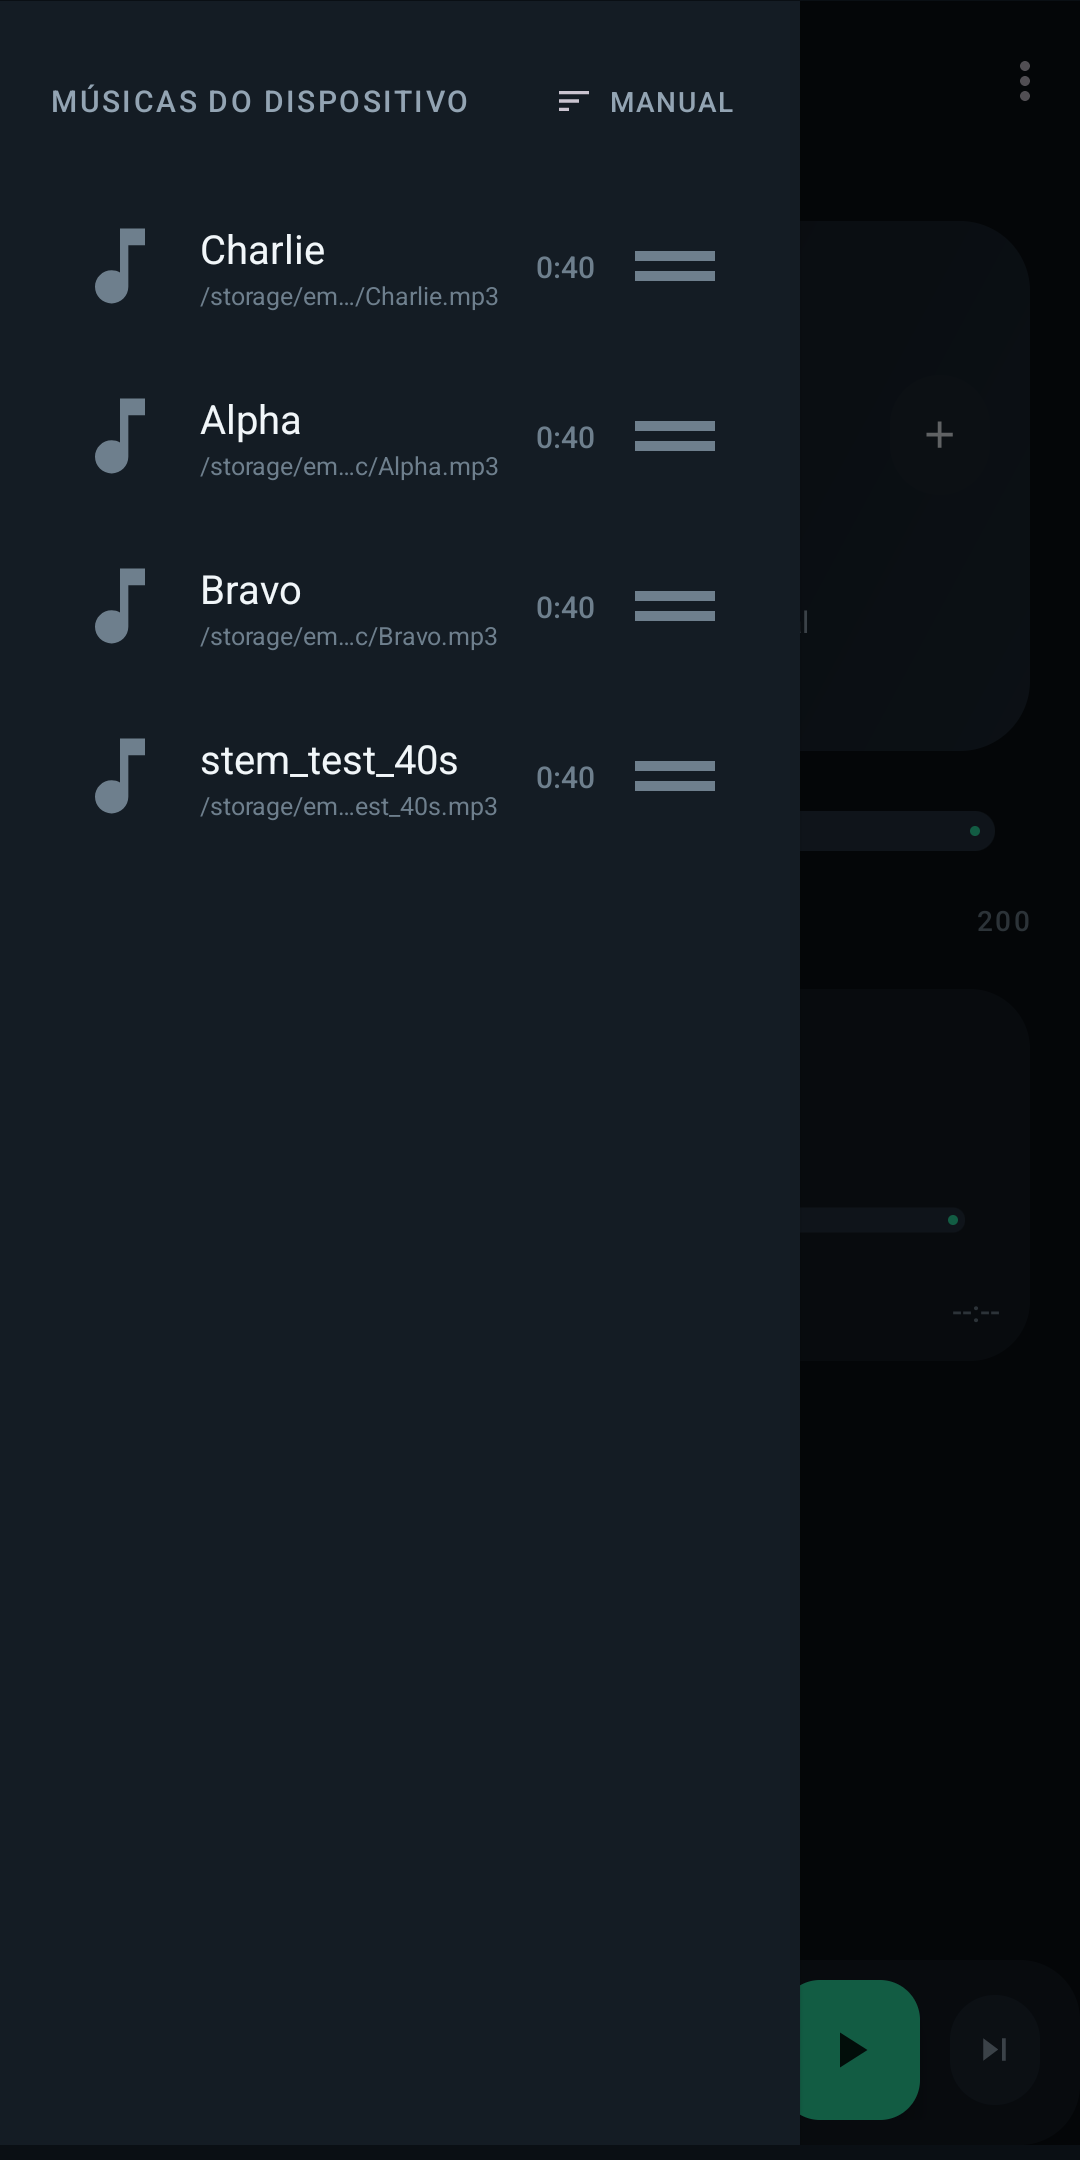 MÚSICAS DO DISPOSITIVO MANUAL
Charlie
/storage/em…/Charlie.mp3
0:40
Alpha
/storage/em…c/Alpha.mp3
0:40
Bravo
/storage/em…c/Bravo.mp3
0:40
stem_test_40s
/storage/em…est_40s.mp3
0:40
200
--:--